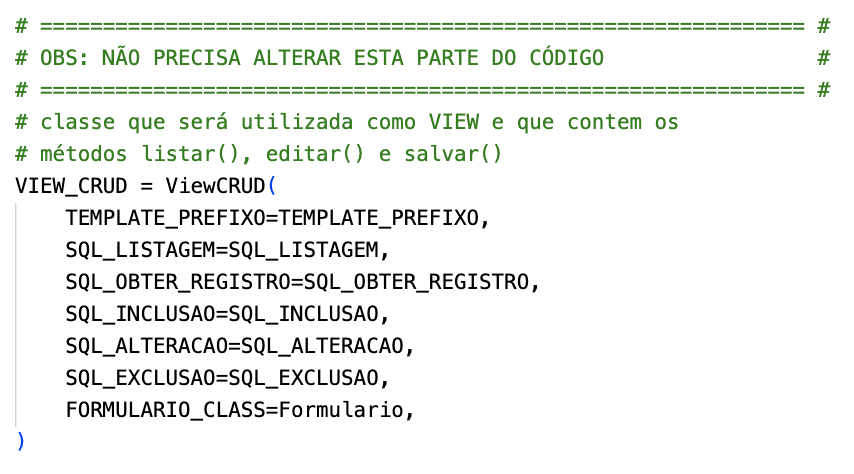 # ============================================================= #
# OBS: NÃO PRECISA ALTERAR ESTA PARTE DO CÓDIGO                 #
# ============================================================= #
# classe que será utilizada como VIEW e que contem os
# métodos listar(), editar() e salvar()
VIEW_CRUD = ViewCRUD(
    TEMPLATE_PREFIXO=TEMPLATE_PREFIXO,
    SQL_LISTAGEM=SQL_LISTAGEM,
    SQL_OBTER_REGISTRO=SQL_OBTER_REGISTRO,
    SQL_INCLUSAO=SQL_INCLUSAO,
    SQL_ALTERACAO=SQL_ALTERACAO,
    SQL_EXCLUSAO=SQL_EXCLUSAO,
    FORMULARIO_CLASS=Formulario,
)